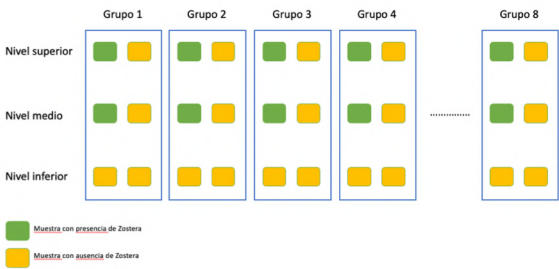 Grupo 1 Grupo 2 Grupo 3 Grupo 4 Grupo 8
Nivel superior
Nivel medio
Nivel inferior
Muestra con presencia de Zostera
Muestra con ausencia de Zostera